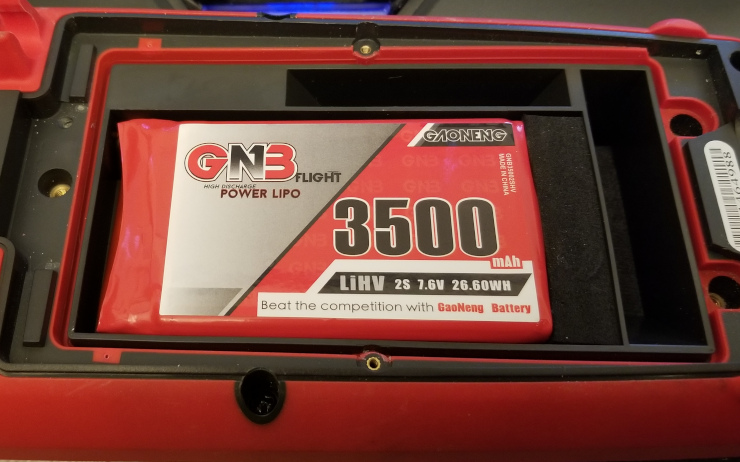 GAONENG
GNB
FLIGHT
HIGH DISCHARGE
POWER LIPO
MADE IN CHINA
3500
mAh
LiHV 2S 7.6V 26.60WH
Beat the competition with GaoNeng Battery